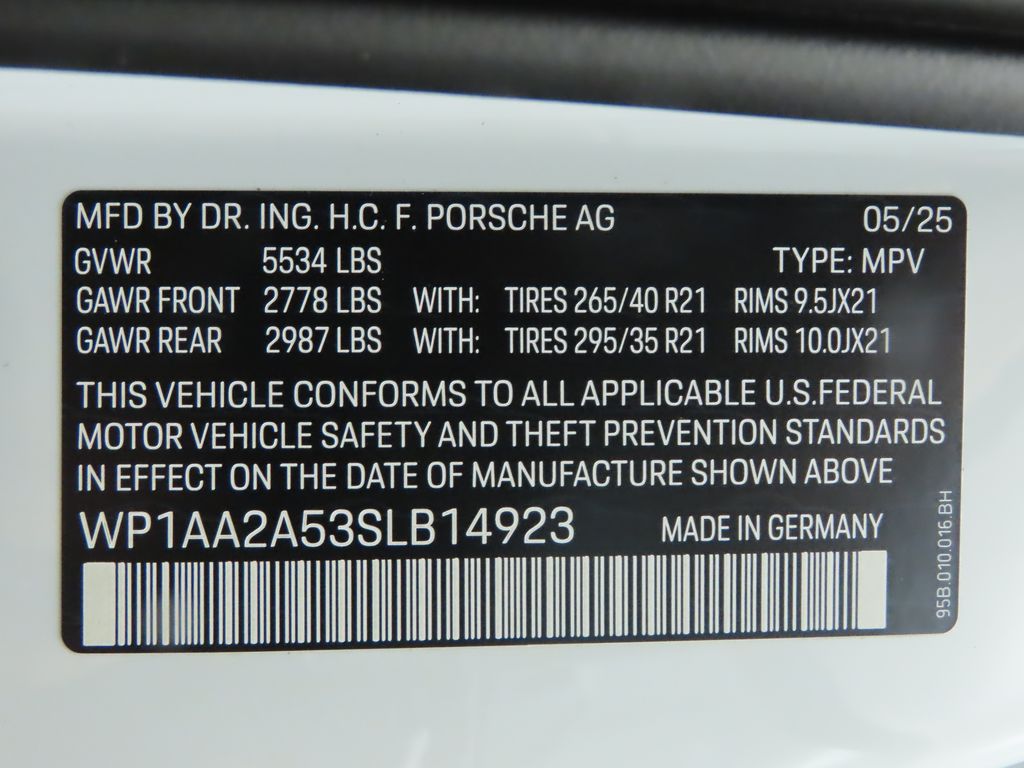 MFD BY DR. ING. H.C. F. PORSCHE AG 05/25
GVWR 5534 LBS TYPE: MPV
GAWR FRONT 2778 LBS WITH: TIRES 265/40 R21 RIMS 9.5JX21
GAWR REAR 2987 LBS WITH: TIRES 295/35 R21 RIMS 10.0JX21
THIS VEHICLE CONFORMS TO ALL APPLICABLE U.S.FEDERAL
MOTOR VEHICLE SAFETY AND THEFT PREVENTION STANDARDS
IN EFFECT ON THE DATE OF MANUFACTURE SHOWN ABOVE
WP1AA2A53SLB14923 MADE IN GERMANY
95B.010.016.BH